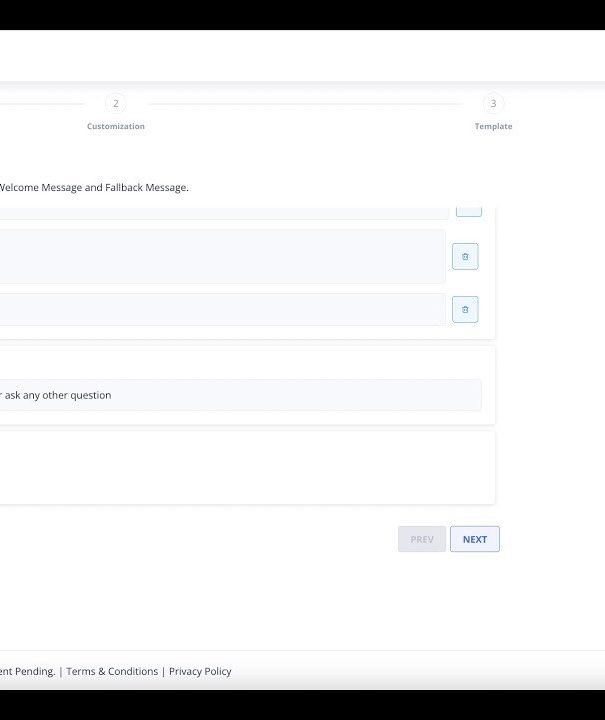 2
3
Customization
Template
Welcome Message and Fallback Message.
ask any other question
PREV
NEXT
Pending. | Terms & Conditions | Privacy Policy